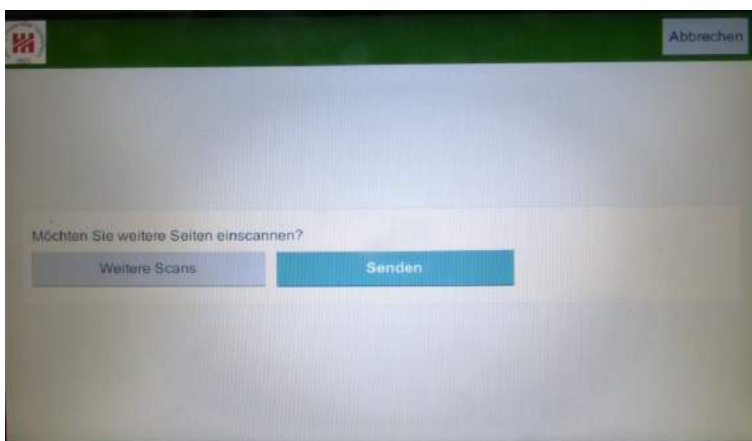 Abbrechen
Möchten Sie weitere Seiten einscannen?
Weitere Scans
Senden